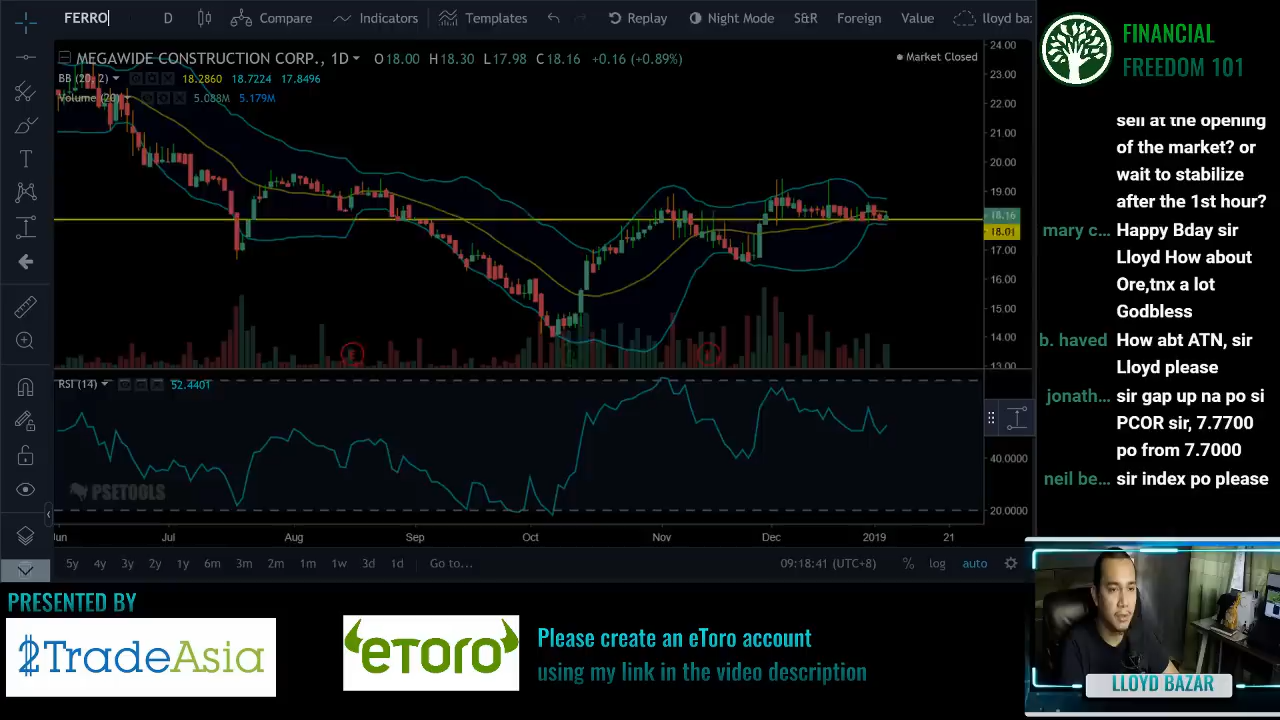 FERRO
D
Compare
Indicators
Templates
Replay
Night Mode
S&R
Foreign
Value
lloyd ba
MEGAWIDE CONSTRUCTION CORP., 1D O18.00 H18.30 L17.98 C18.16 +0.16 (+0.89%)
Market Closed
BB (20, 2) 18.2860 18.7224 17.8496
Volume (20) 5.088M 5.179M
24.00
23.00
22.00
21.00
20.00
19.00
18.16
18.01
17.00
16.00
15.00
14.00
13.00
RSI (14) 52.4401
40.0000
20.0000
PSETOOLS
Jun Jul Aug Sep Oct Nov Dec 2019 21
5y 4y 3y 2y 1y 6m 3m 2m 1m 1w 3d 1d Go to... 09:18:41 (UTC+8) % log auto
FINANCIAL
FREEDOM 101
sell at the opening
of the market? or
wait to stabilize
after the 1st hour?
mary c... Happy Bday sir
Lloyd How about
Ore,tnx a lot
Godbless
b. haved How abt ATN, sir
Lloyd please
jonath... sir gap up na po si
PCOR sir, 7.7700
po from 7.7000
neil be... sir index po please
PRESENTED BY
2TradeAsia
eToro
Please create an eToro account
using my link in the video description
LLOYD BAZAR